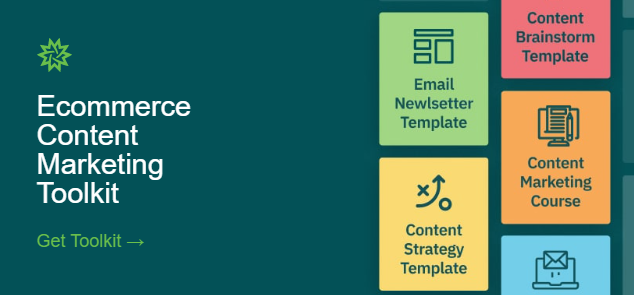 Ecommerce
Content
Marketing
Toolkit
Get Toolkit →
Email
Newlsetter
Template
Content
Strategy
Template
Content
Brainstorm
Template
Content
Marketing
Course